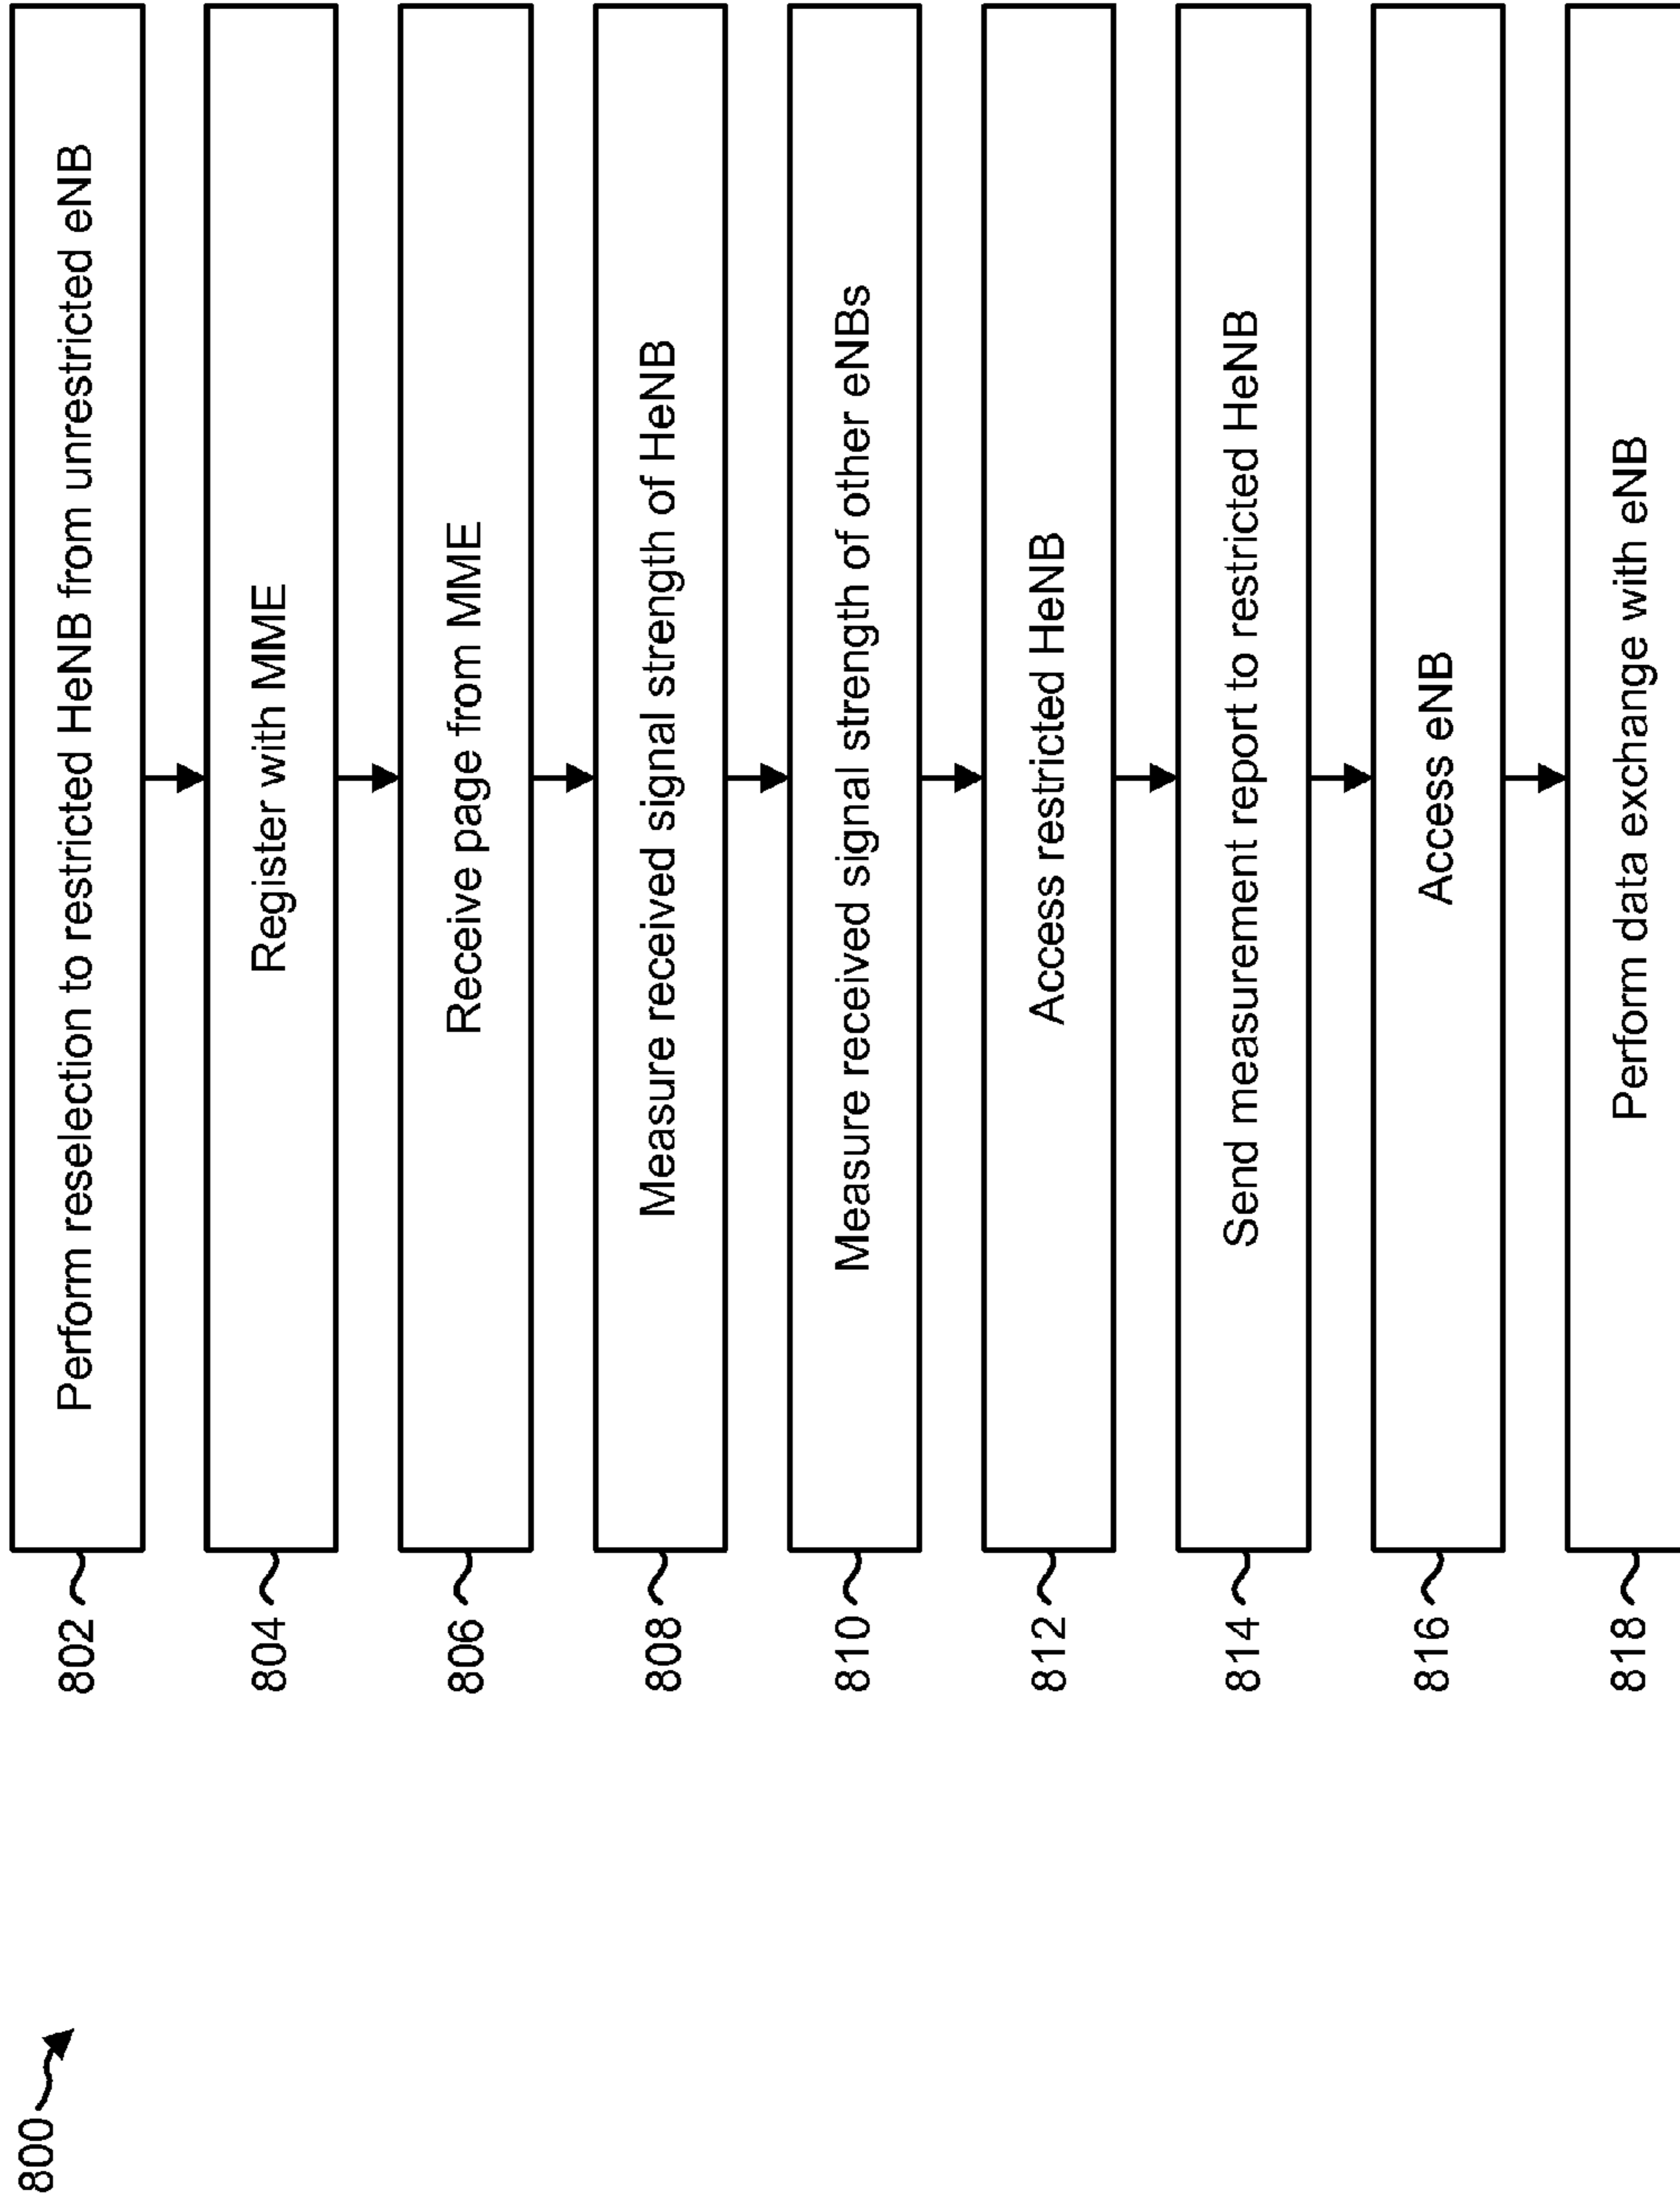 800
802
Perform reselection to restricted HeNB from unrestricted eNB
804
Register with MME
806
Receive page from MME
808
Measure received signal strength of HeNB
810
Measure received signal strength of other eNBs
812
Access restricted HeNB
814
Send measurement report to restricted HeNB
816
Access eNB
818
Perform data exchange with eNB